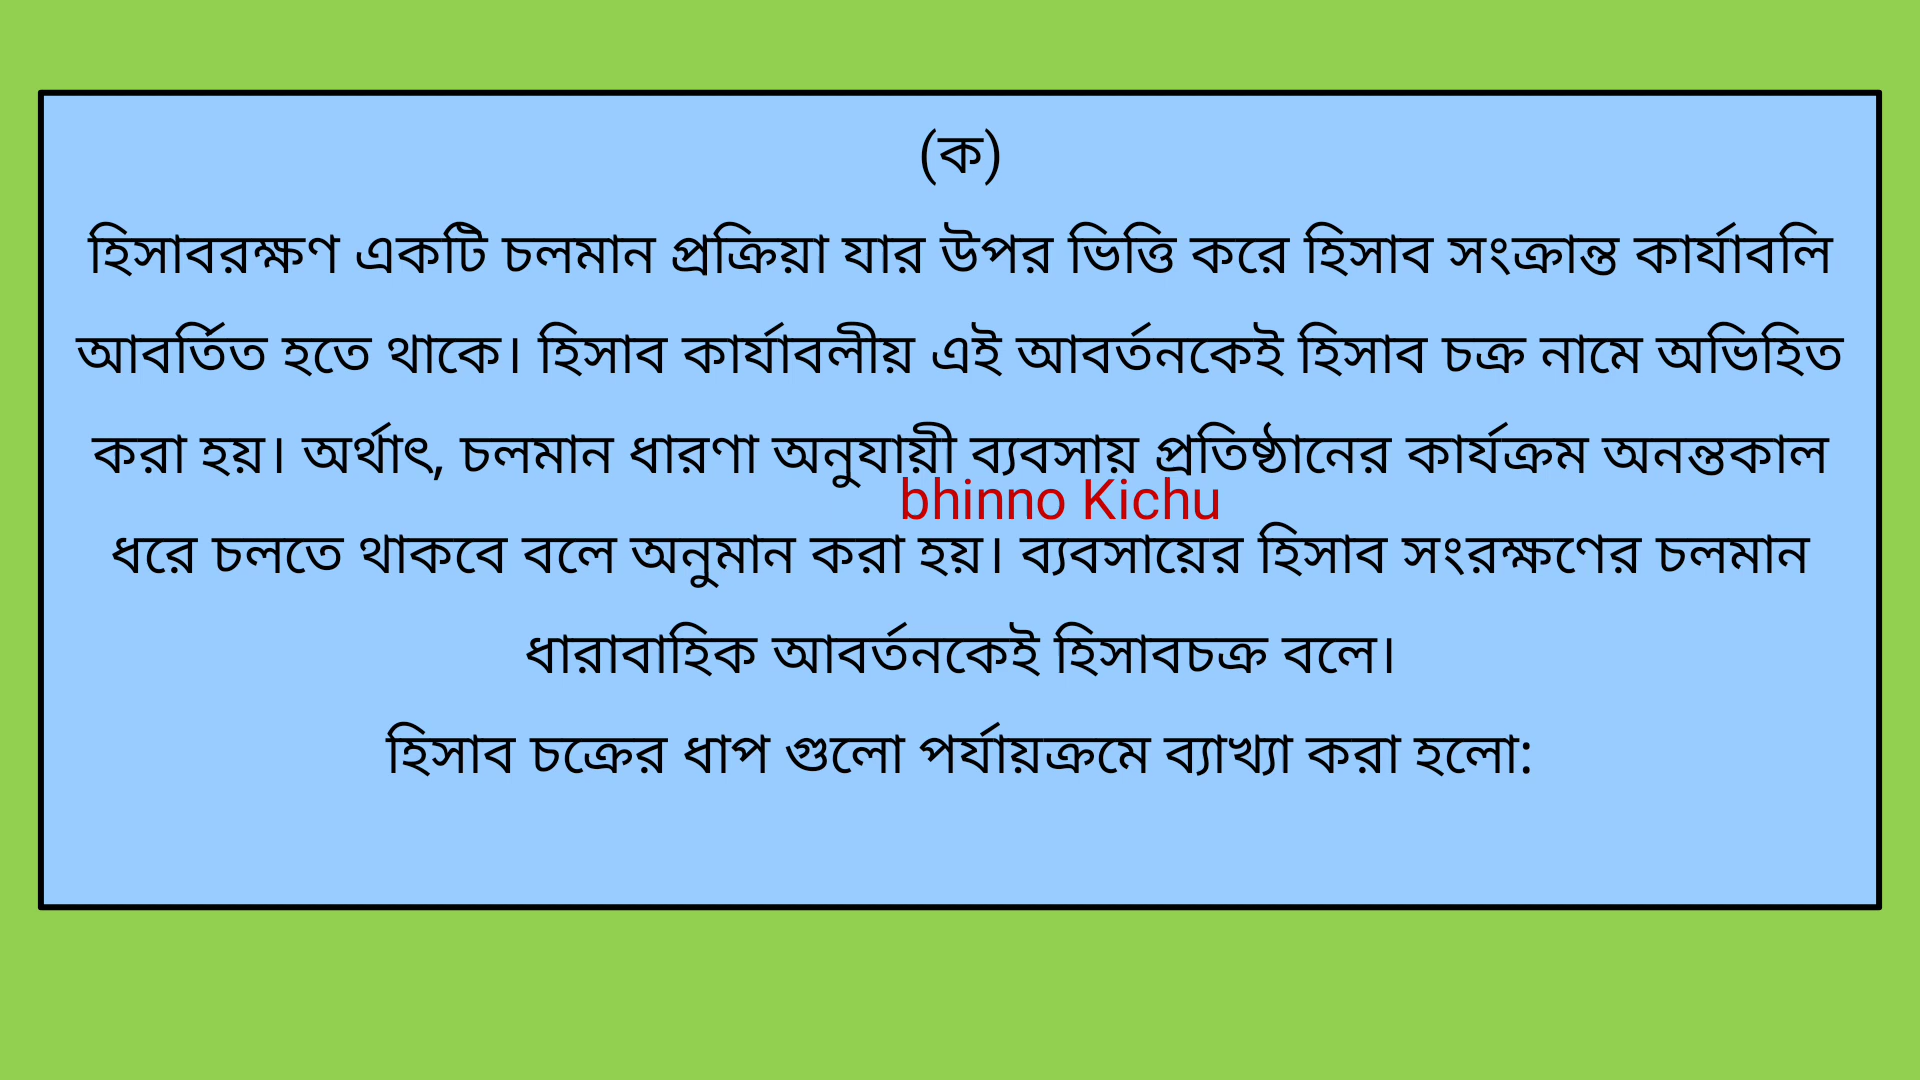 (ক)
হিসাবরক্ষণ একটি চলমান প্রক্রিয়া যার উপর ভিত্তি করে হিসাব সংক্রান্ত কার্যাবলি
আবর্তিত হতে থাকে। হিসাব কার্যাবলীয় এই আবর্তনকেই হিসাব চক্র নামে অভিহিত
করা হয়। অর্থাৎ, চলমান ধারণা অনুযায়ী ব্যবসায় প্রতিষ্ঠানের কার্যক্রম অনন্তকাল
bhinno Kichu
ধরে চলতে থাকবে বলে অনুমান করা হয়। ব্যবসায়ের হিসাব সংরক্ষণের চলমান
ধারাবাহিক আবর্তনকেই হিসাবচক্র বলে।
হিসাব চক্রের ধাপ গুলো পর্যায়ক্রমে ব্যাখ্যা করা হলো: